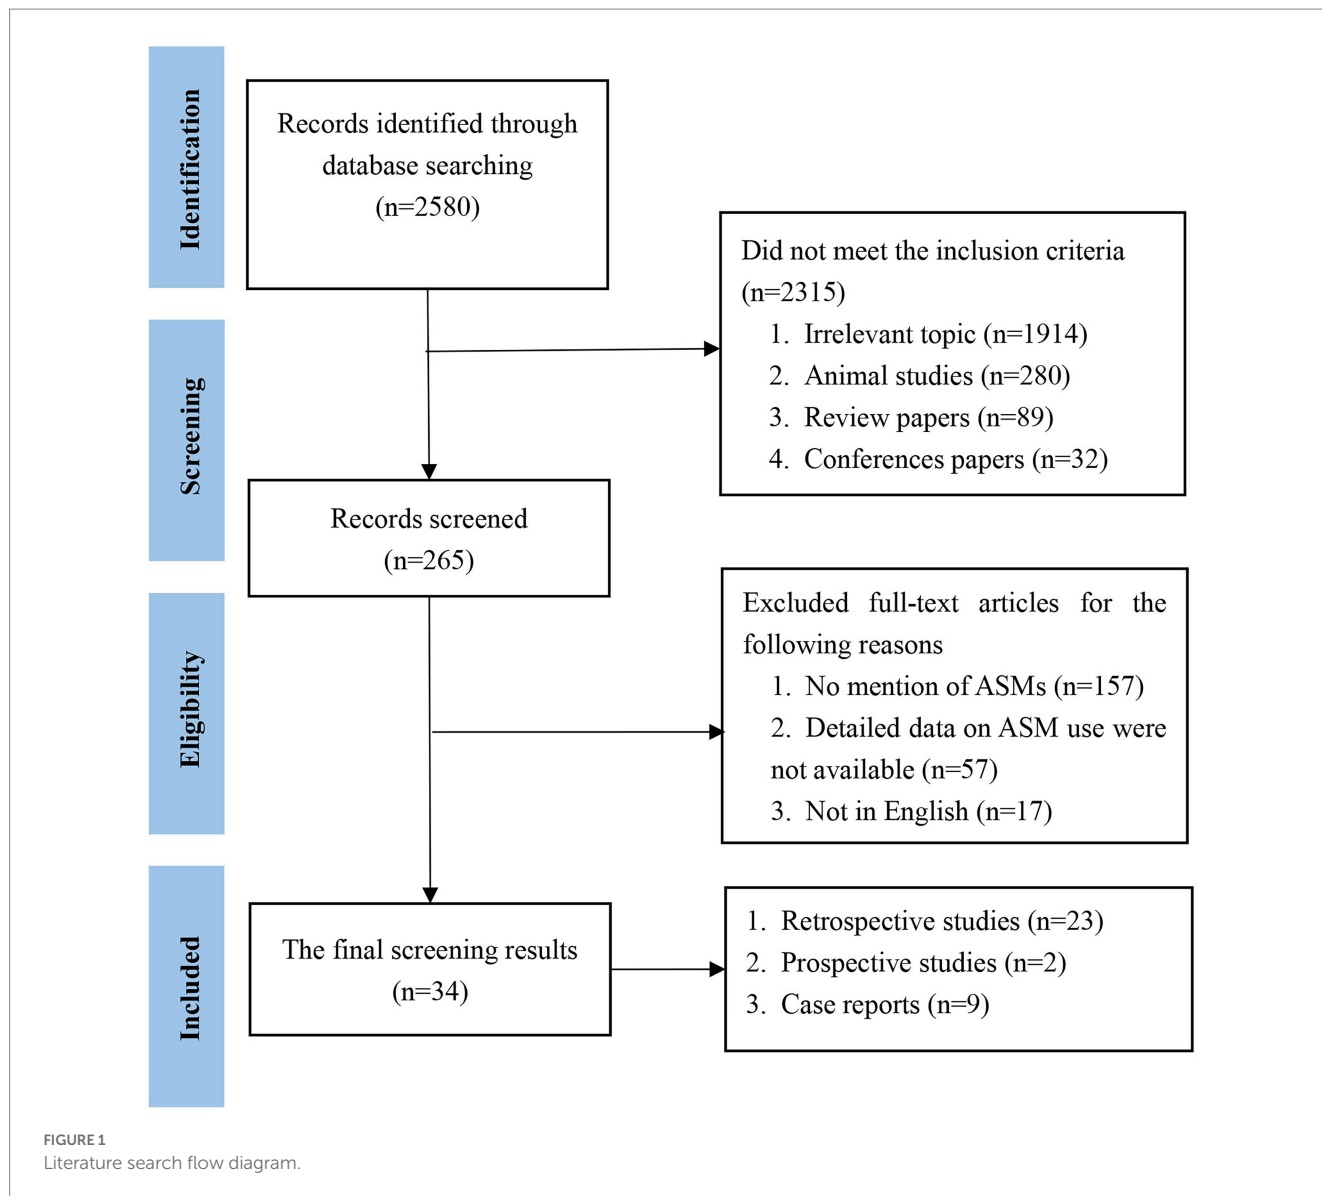 Identification
Records identified through
database searching
(n=2580)
Did not meet the inclusion criteria
(n=2315)
1. Irrelevant topic (n=1914)
2. Animal studies (n=280)
3. Review papers (n=89)
4. Conferences papers (n=32)
Screening
Records screened
(n=265)
Eligibility
Excluded full-text articles for the
following reasons
1. No mention of ASMs (n=157)
2. Detailed data on ASM use were
not available (n=57)
3. Not in English (n=17)
Included
The final screening results
(n=34)
1. Retrospective studies (n=23)
2. Prospective studies (n=2)
3. Case reports (n=9)
FIGURE 1
Literature search flow diagram.